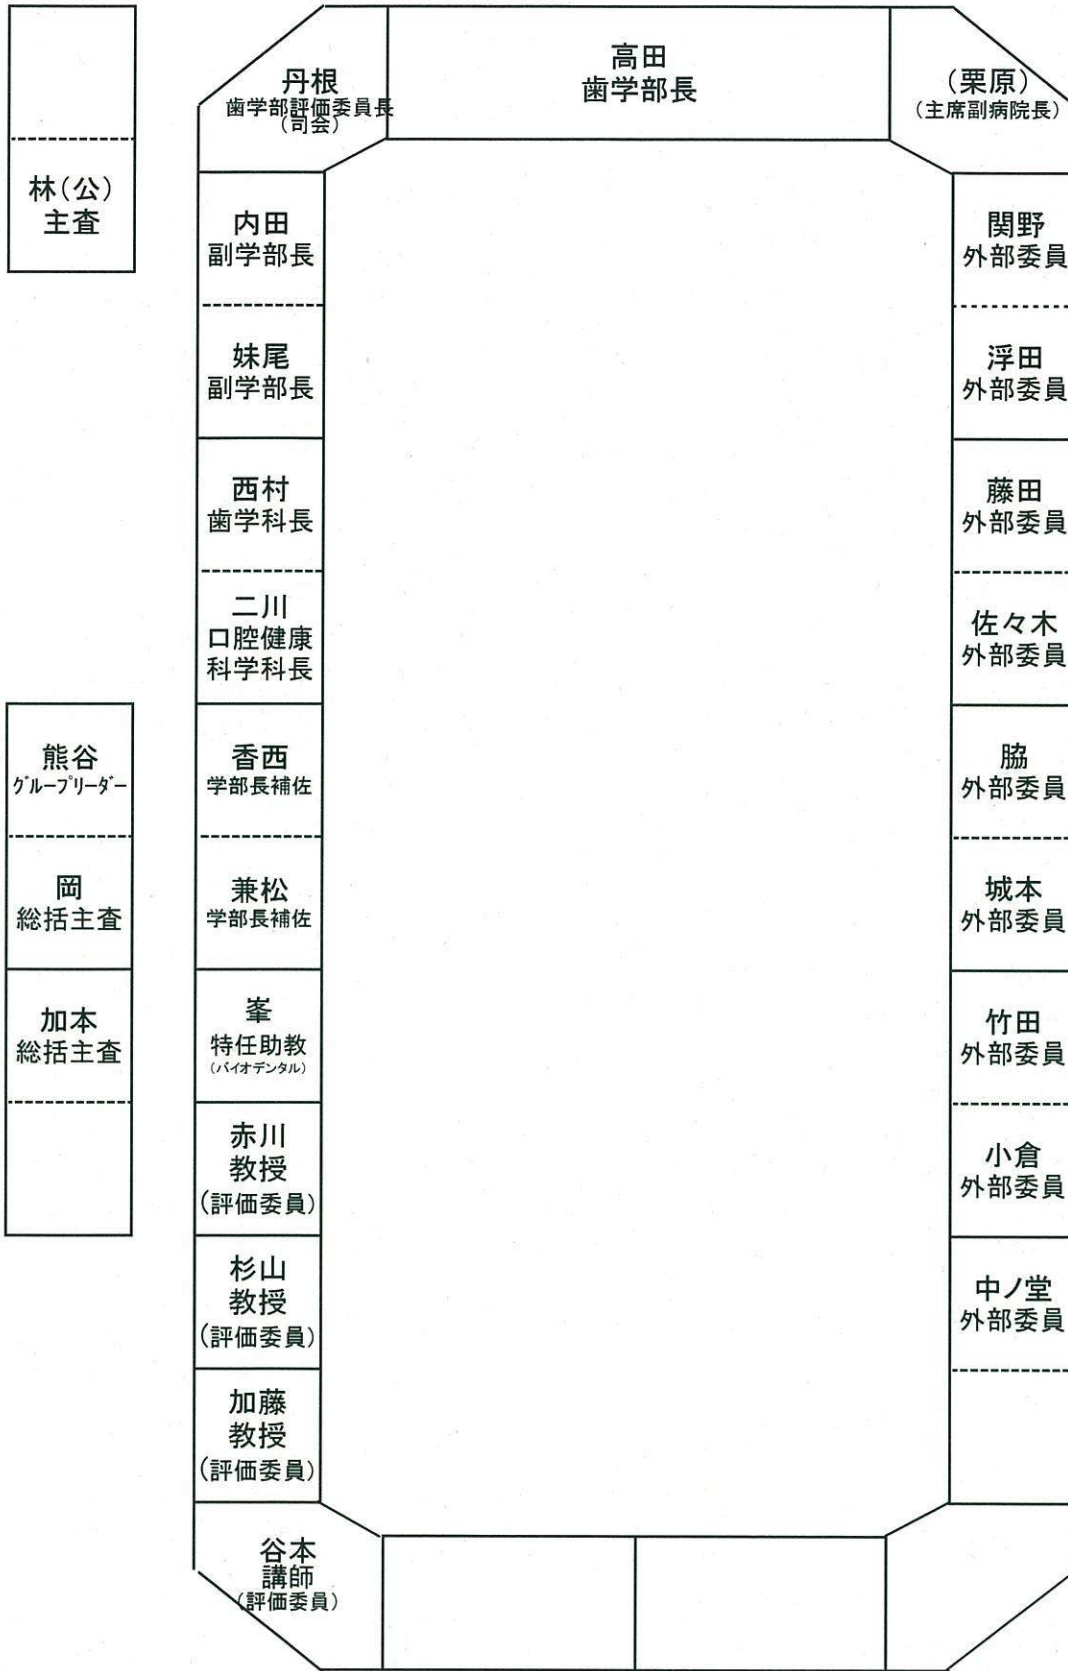 丹根
歯学部評価委員長
（司会）
高田
歯学部長
（栗原）
（主席副病院長）
林（公）
主査
内田
副学部長
妹尾
副学部長
西村
歯学科長
二川
口腔健康
科学科長
香西
学部長補佐
兼松
学部長補佐
峯
特任助教
（バイオデンタル）
赤川
教授
（評価委員）
杉山
教授
（評価委員）
加藤
教授
（評価委員）
谷本
講師
（評価委員）
熊谷
グループリーダー
岡
総括主査
加本
総括主査
関野
外部委員
浮田
外部委員
藤田
外部委員
佐々木
外部委員
脇
外部委員
城本
外部委員
竹田
外部委員
小倉
外部委員
中ノ堂
外部委員